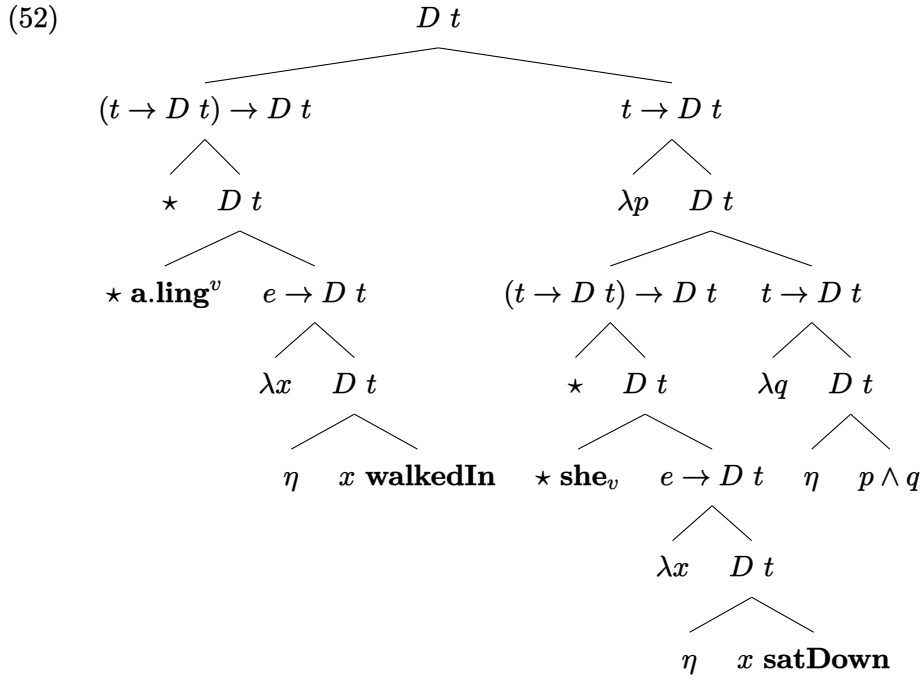 (52) D t
(t → D t) → D t t → D t
⋆ D t λp D t
⋆ a.ling^v e → D t (t → D t) → D t t → D t
λx D t ⋆ D t λq D t
η x walkedIn ⋆ she_v e → D t η p ∧ q
λx D t
η x satDown